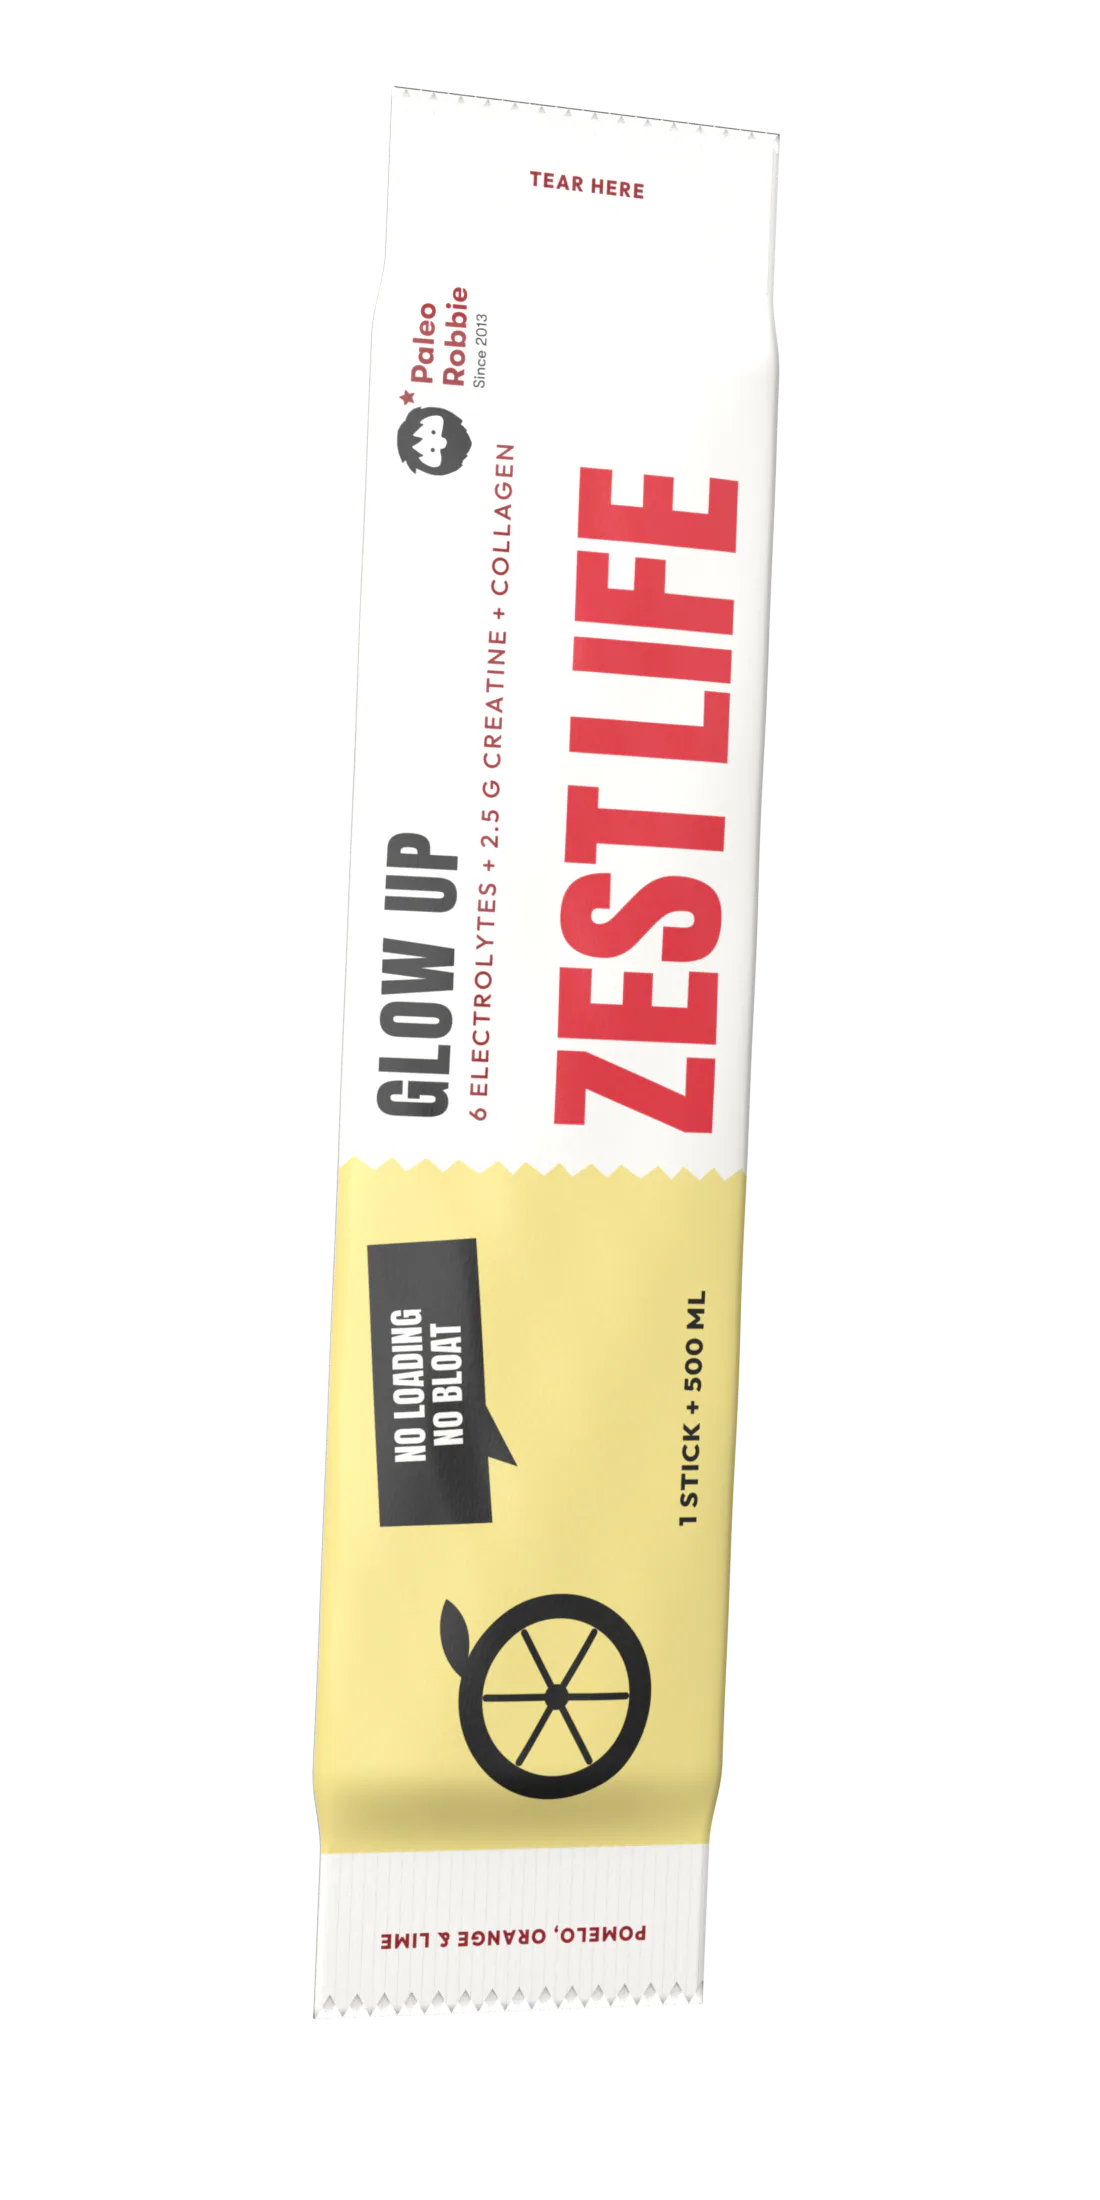 TEAR HERE
Paleo
Robbie
Since 2013
GLOW UP
6 ELECTROLYTES + 2.5 G CREATINE + COLLAGEN
ZEST LIFE
NO LOADING
NO BLOAT
1 STICK + 500 ML
POMELO, ORANGE & LIME